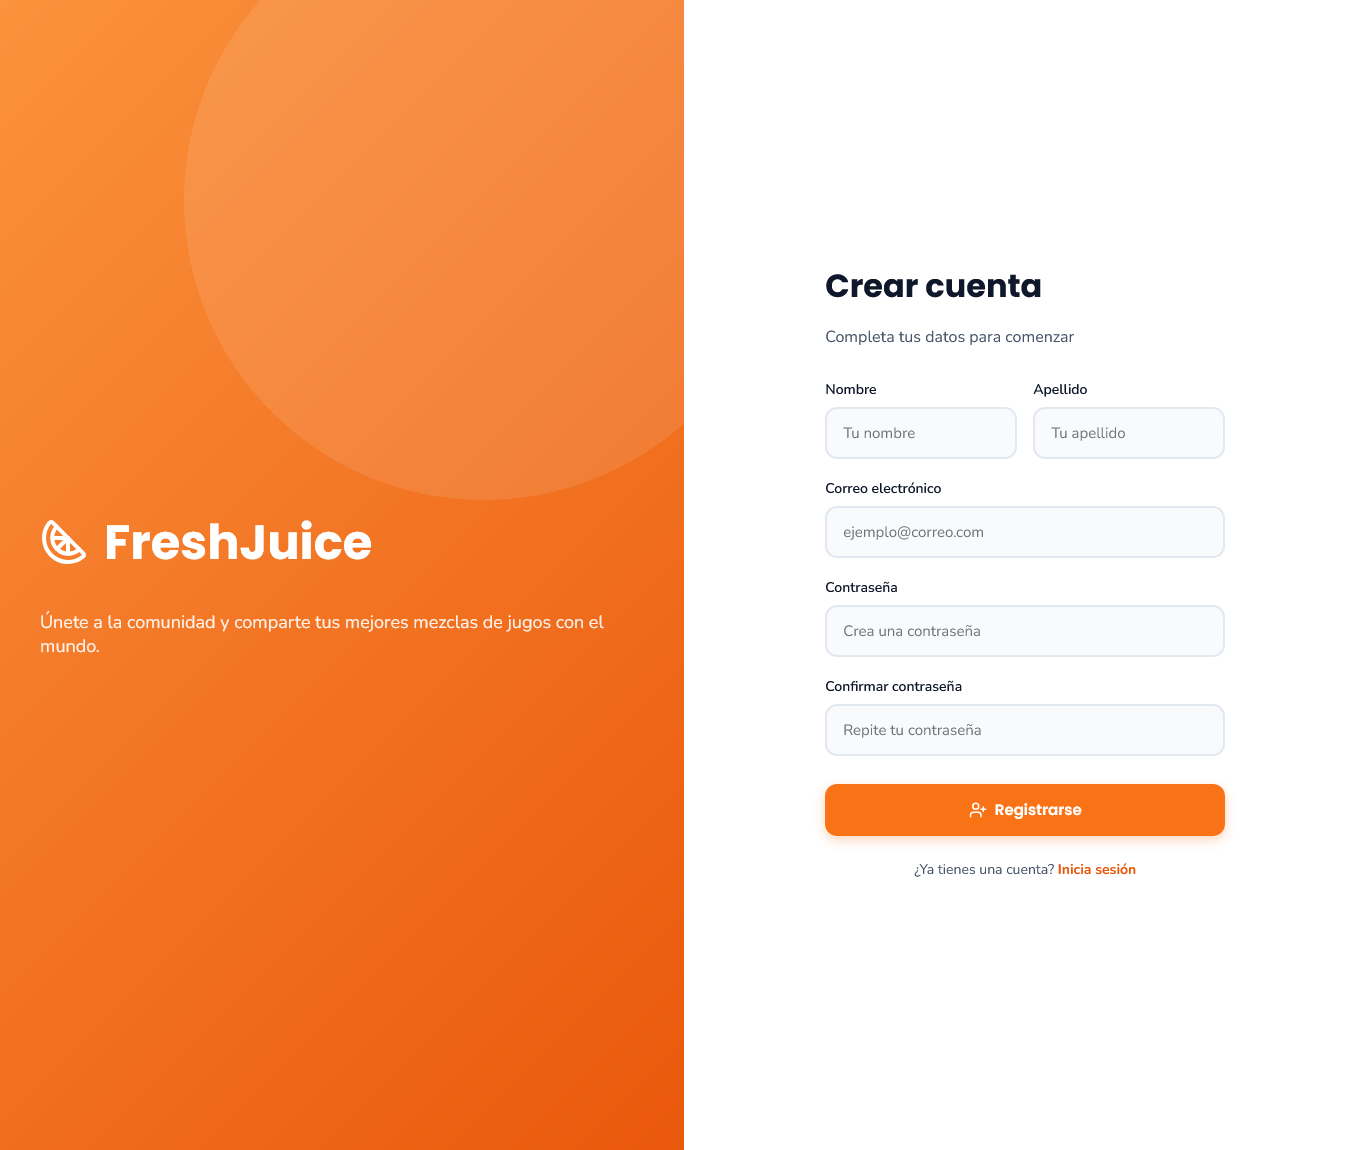 FreshJuice
Únete a la comunidad y comparte tus mejores mezclas de jugos con el
mundo.
Crear cuenta
Completa tus datos para comenzar
Nombre
Apellido
Tu nombre
Tu apellido
Correo electrónico
ejemplo@correo.com
Contraseña
Crea una contraseña
Confirmar contraseña
Repite tu contraseña
Registrarse
¿Ya tienes una cuenta? Inicia sesión